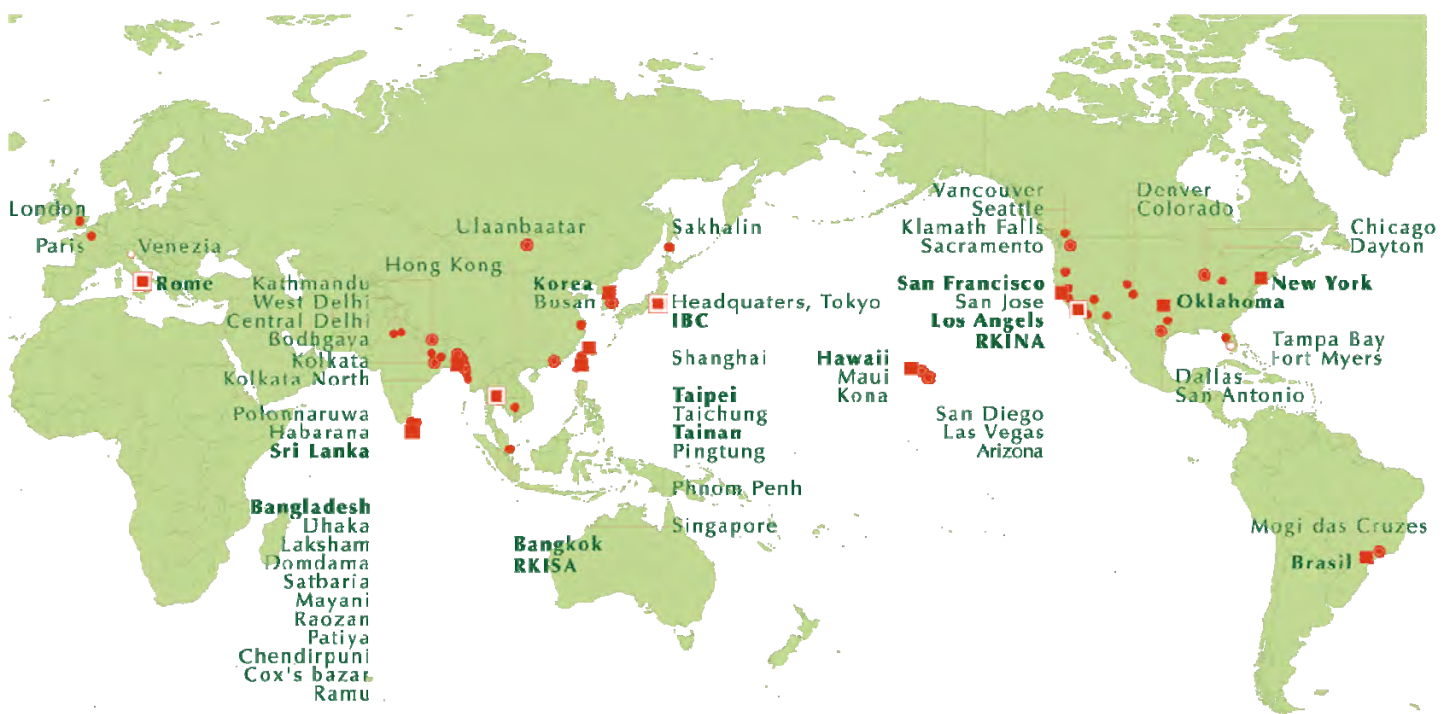 London
Paris
Venezia
Rome
Ulaanbaatar
Hong Kong
Kathmandu
West Delhi
Central Delhi
Bodhgaya
Kolkata
Kolkata North
Polonnaruwa
Habarana
Sri Lanka
Bangladesh
Dhaka
Laksham
Domdama
Satbaria
Mayani
Raozan
Patiya
Chendirpuni
Cox's bazar
Ramu
Korea
Busan
Bangkok
RKISA
Sakhalin
Headquaters, Tokyo
IBC
Shanghai
Taipei
Taichung
Tainan
Pingtung
Phnom Penh
Singapore
Vancouver
Seattle
Klamath Falls
Sacramento
San Francisco
San Jose
Los Angels
RKINA
Hawaii
Maui
Kona
San Diego
Las Vegas
Arizona
Denver
Colorado
Chicago
Dayton
New York
Oklahoma
Tampa Bay
Fort Myers
Dallas
San Antonio
Mogi das Cruzes
Brasil